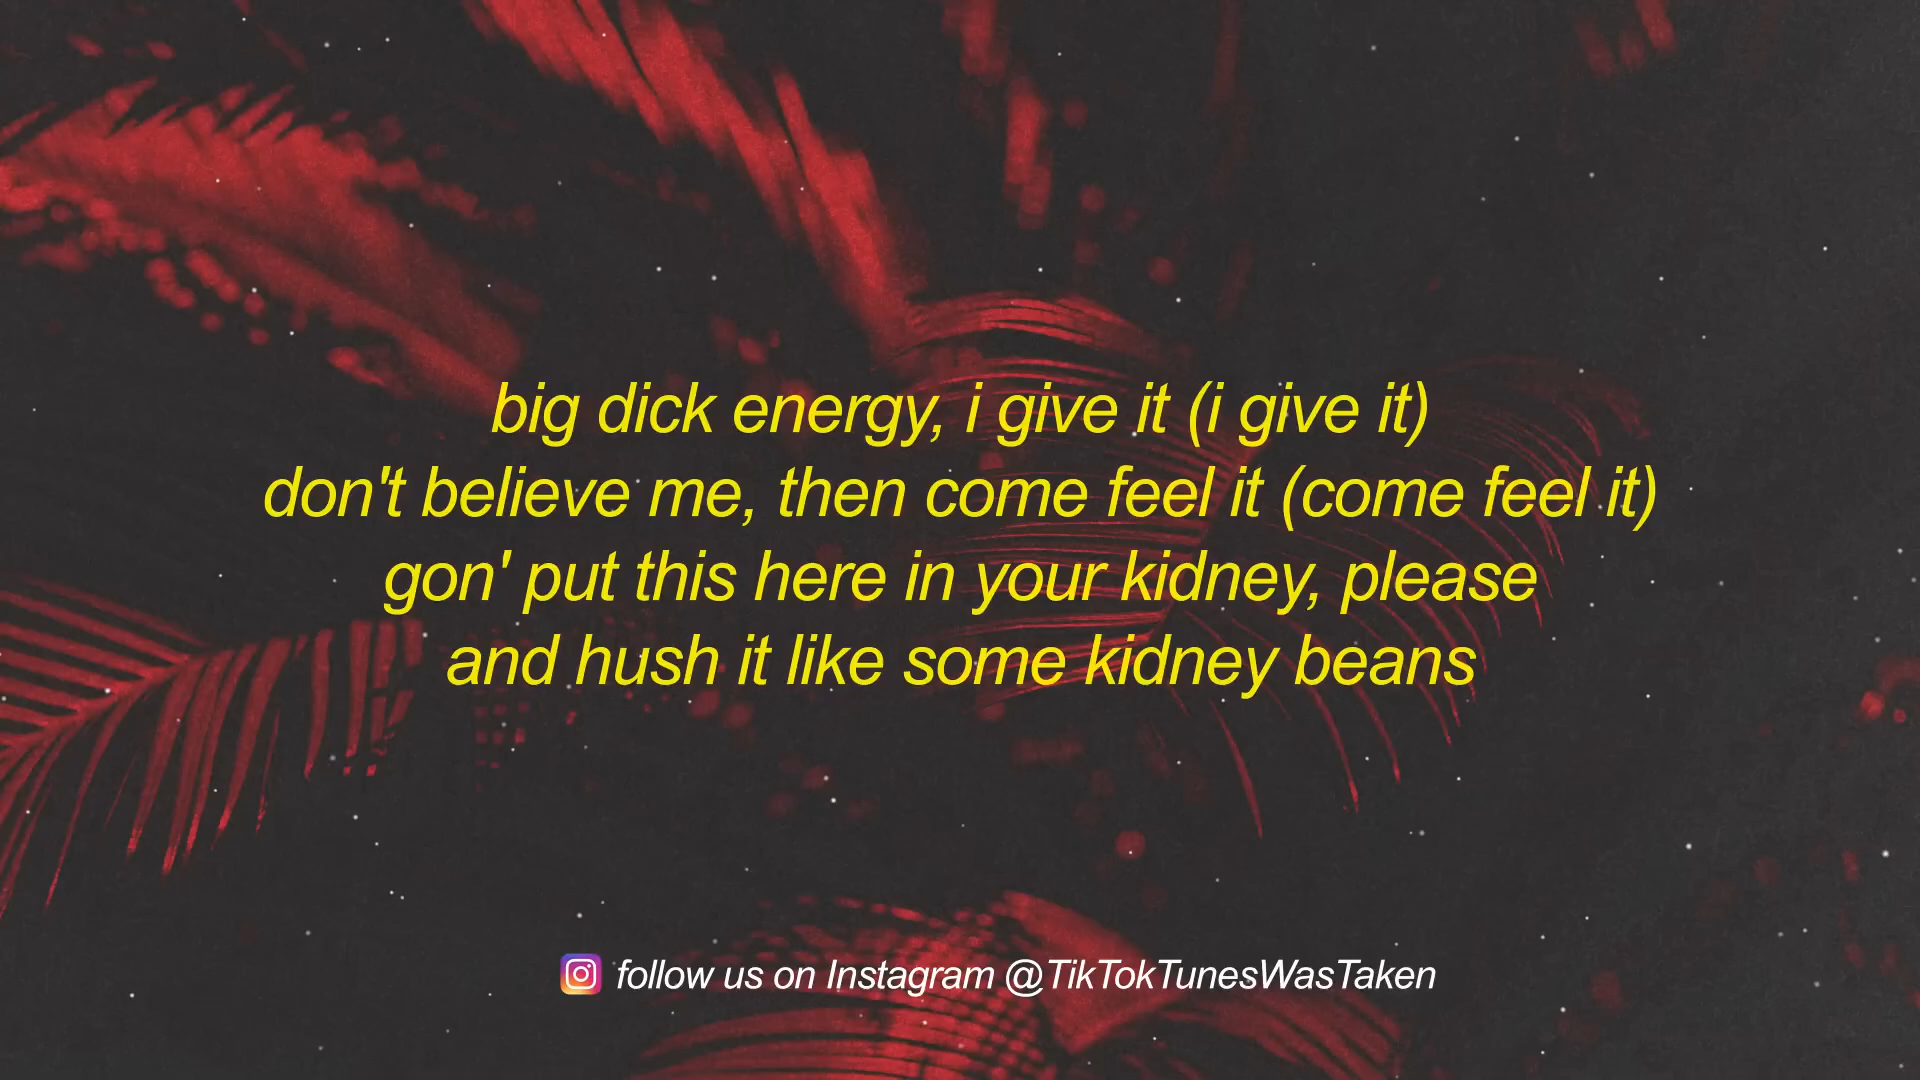 big dick energy, i give it (i give it)
don't believe me, then come feel it (come feel it)
gon' put this here in your kidney, please
and hush it like some kidney beans
follow us on Instagram @TikTokTunesWasTaken